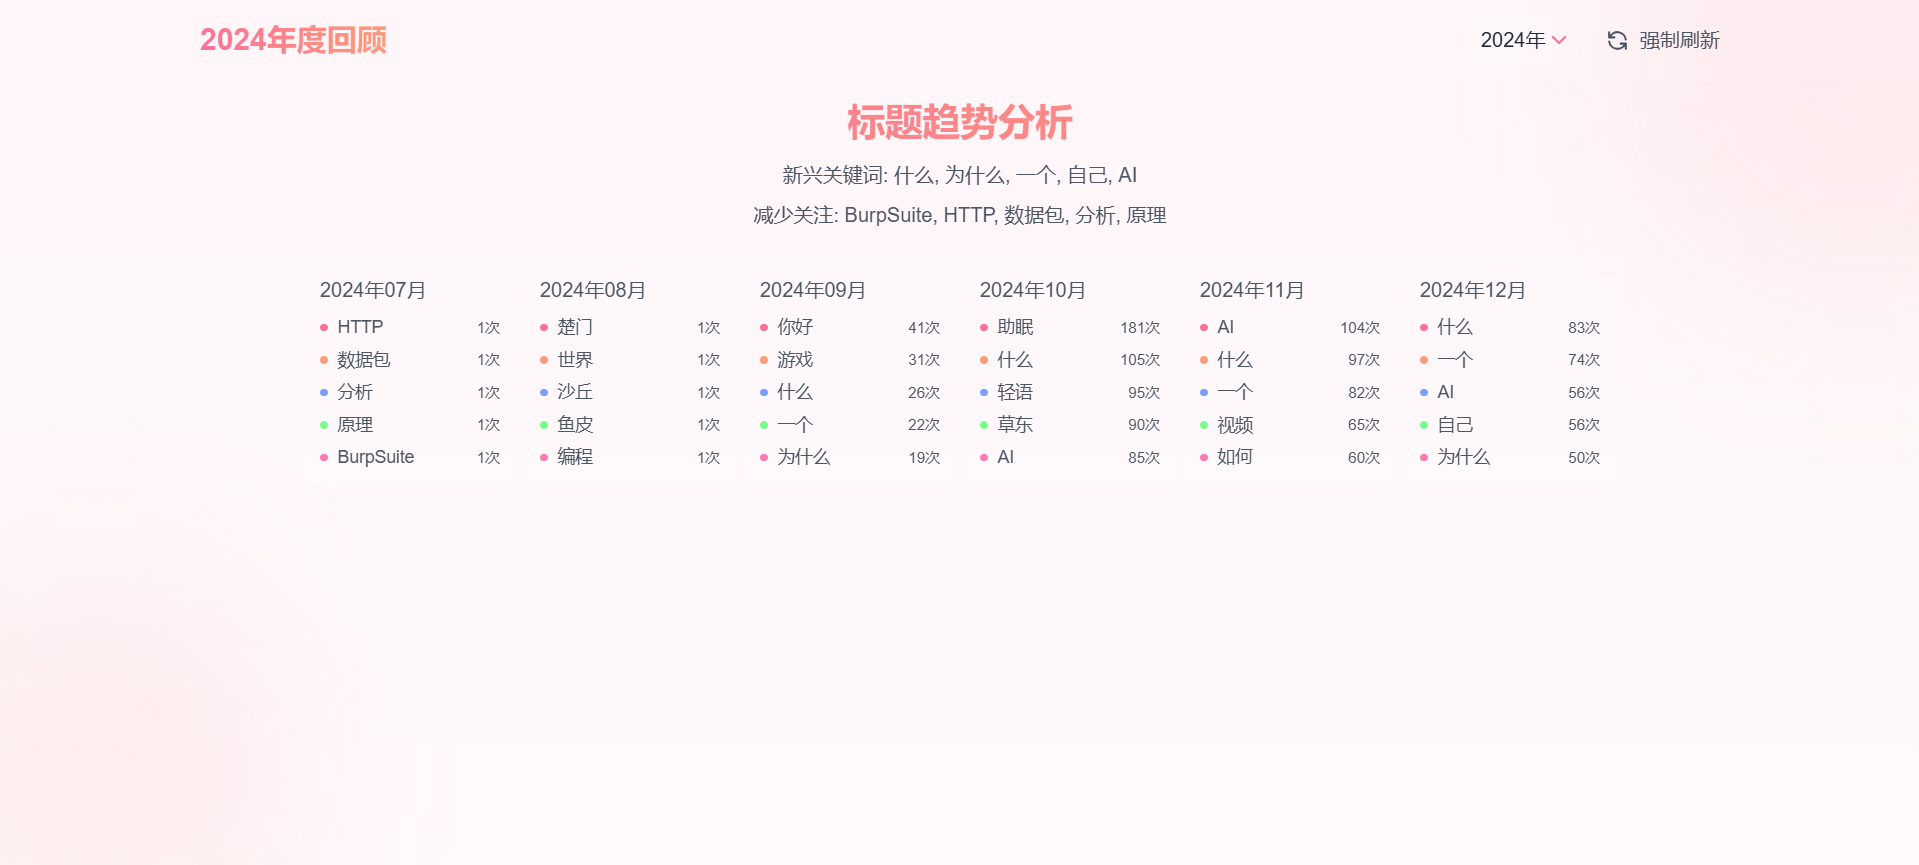 2024年度回顾
2024年
强制刷新
标题趋势分析
新兴关键词: 什么, 为什么, 一个, 自己, AI
减少关注: BurpSuite, HTTP, 数据包, 分析, 原理
2024年07月
HTTP 1次
数据包 1次
分析 1次
原理 1次
BurpSuite 1次
2024年08月
楚门 1次
世界 1次
沙丘 1次
鱼皮 1次
编程 1次
2024年09月
你好 41次
游戏 31次
什么 26次
一个 22次
为什么 19次
2024年10月
助眠 181次
什么 105次
轻语 95次
草东 90次
AI 85次
2024年11月
AI 104次
什么 97次
一个 82次
视频 65次
如何 60次
2024年12月
什么 83次
一个 74次
AI 56次
自己 56次
为什么 50次